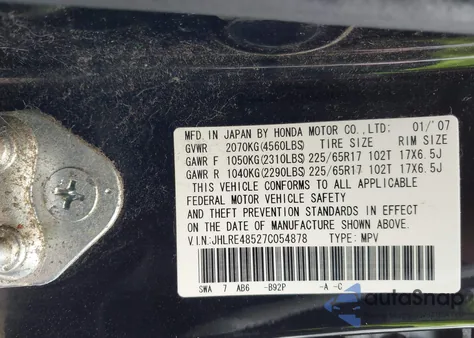 MFD. IN JAPAN BY HONDA MOTOR CO., LTD: 01/'07
GVWR 2070KG(4560LBS) TIRE SIZE RIM SIZE
GAWR F 1050KG(2310LBS) 225/65R17 102T 17X6.5J
GAWR R 1040KG(2290LBS) 225/65R17 102T 17X6.5J
THIS VEHICLE CONFORMS TO ALL APPLICABLE
FEDERAL MOTOR VEHICLE SAFETY
AND THEFT PREVENTION STANDARDS IN EFFECT
ON THE DATE OF MANUFACTURE SHOWN ABOVE.
V.I.N:JHLRE48527C054878 TYPE: MPV
SWA 7 AB6 -B92P -A -C
autoSnap